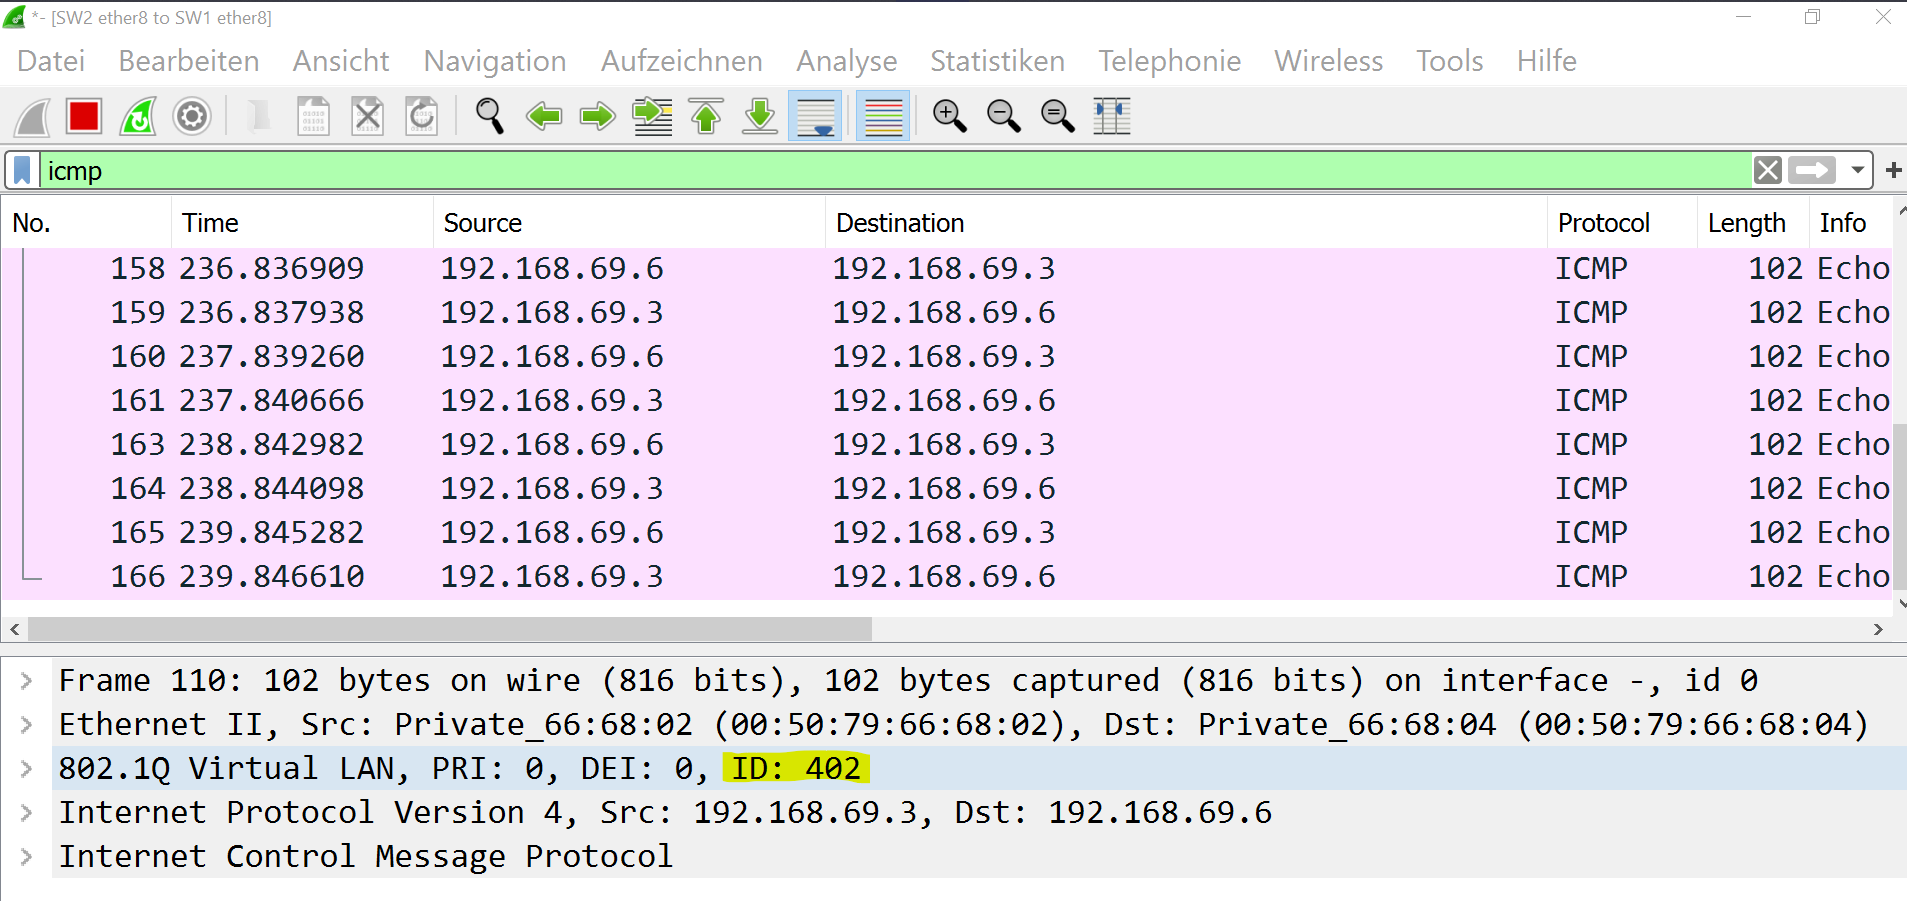 *- [SW2 ether8 to SW1 ether8]
Datei Bearbeiten Ansicht Navigation Aufzeichnen Analyse Statistiken Telephonie Wireless Tools Hilfe
icmp
No. Time Source Destination Protocol Length Info
158 236.836909 192.168.69.6 192.168.69.3 ICMP 102 Echo
159 236.837938 192.168.69.3 192.168.69.6 ICMP 102 Echo
160 237.839260 192.168.69.6 192.168.69.3 ICMP 102 Echo
161 237.840666 192.168.69.3 192.168.69.6 ICMP 102 Echo
163 238.842982 192.168.69.6 192.168.69.3 ICMP 102 Echo
164 238.844098 192.168.69.3 192.168.69.6 ICMP 102 Echo
165 239.845282 192.168.69.6 192.168.69.3 ICMP 102 Echo
166 239.846610 192.168.69.3 192.168.69.6 ICMP 102 Echo
Frame 110: 102 bytes on wire (816 bits), 102 bytes captured (816 bits) on interface -, id 0
Ethernet II, Src: Private_66:68:02 (00:50:79:66:68:02), Dst: Private_66:68:04 (00:50:79:66:68:04)
802.1Q Virtual LAN, PRI: 0, DEI: 0, ID: 402
Internet Protocol Version 4, Src: 192.168.69.3, Dst: 192.168.69.6
Internet Control Message Protocol